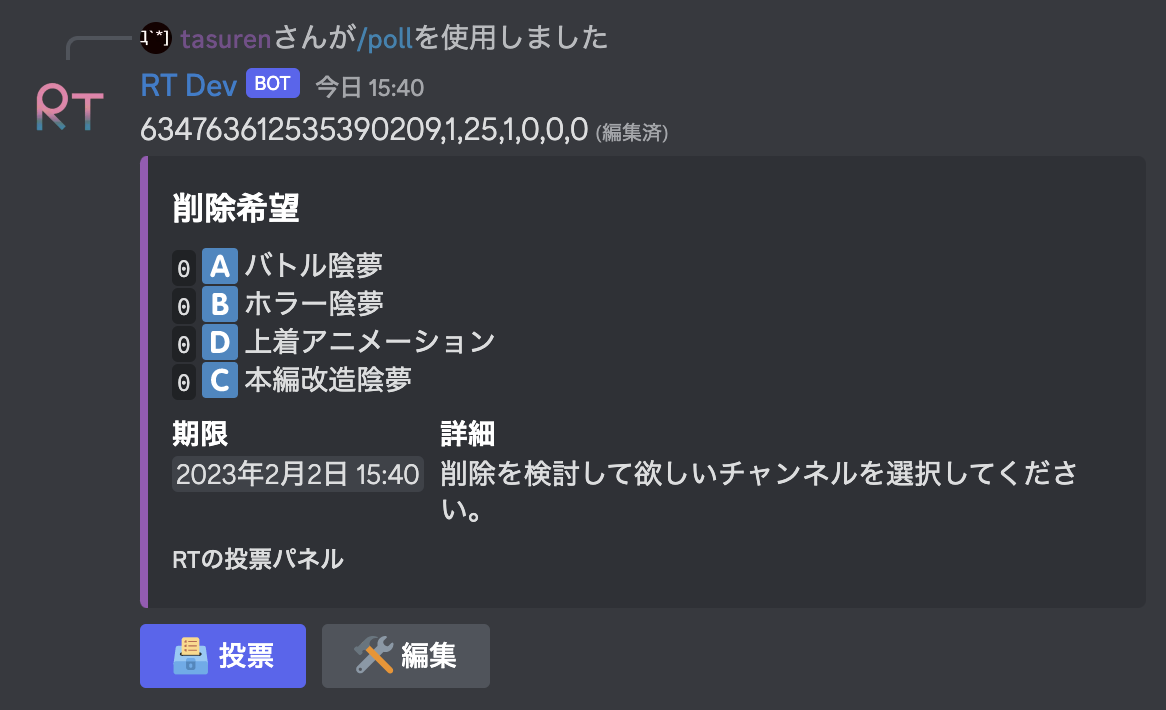 tasurenさんが/pollを使用しました
RT
RT Dev BOT 今日 15:40
634763612535390209,1,25,1,0,0,0 (編集済)
削除希望
0 A バトル陰夢
0 B ホラー陰夢
0 D 上着アニメーション
0 C 本編改造陰夢
期限 詳細
2023年2月2日 15:40 削除を検討して欲しいチャンネルを選択してくださ
い。
RTの投票パネル
投票 編集